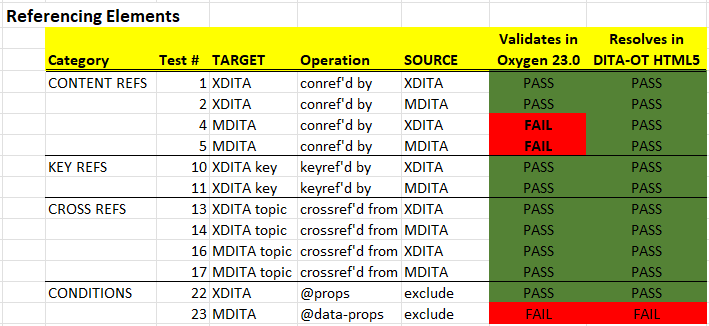 Referencing Elements
Validates in Resolves in
Category Test # TARGET Operation SOURCE Oxygen 23.0 DITA-OT HTML5
CONTENT REFS 1 XDITA conref'd by XDITA PASS PASS
2 XDITA conref'd by MDITA PASS PASS
4 MDITA conref'd by XDITA FAIL PASS
5 MDITA conref'd by MDITA FAIL PASS
KEY REFS 10 XDITA key keyref'd by XDITA PASS PASS
11 XDITA key keyref'd by MDITA PASS PASS
CROSS REFS 13 XDITA topic crossref'd from XDITA PASS PASS
14 XDITA topic crossref'd from MDITA PASS PASS
16 MDITA topic crossref'd from XDITA PASS PASS
17 MDITA topic crossref'd from MDITA PASS PASS
CONDITIONS 22 XDITA @props exclude PASS PASS
23 MDITA @data-props exclude FAIL FAIL